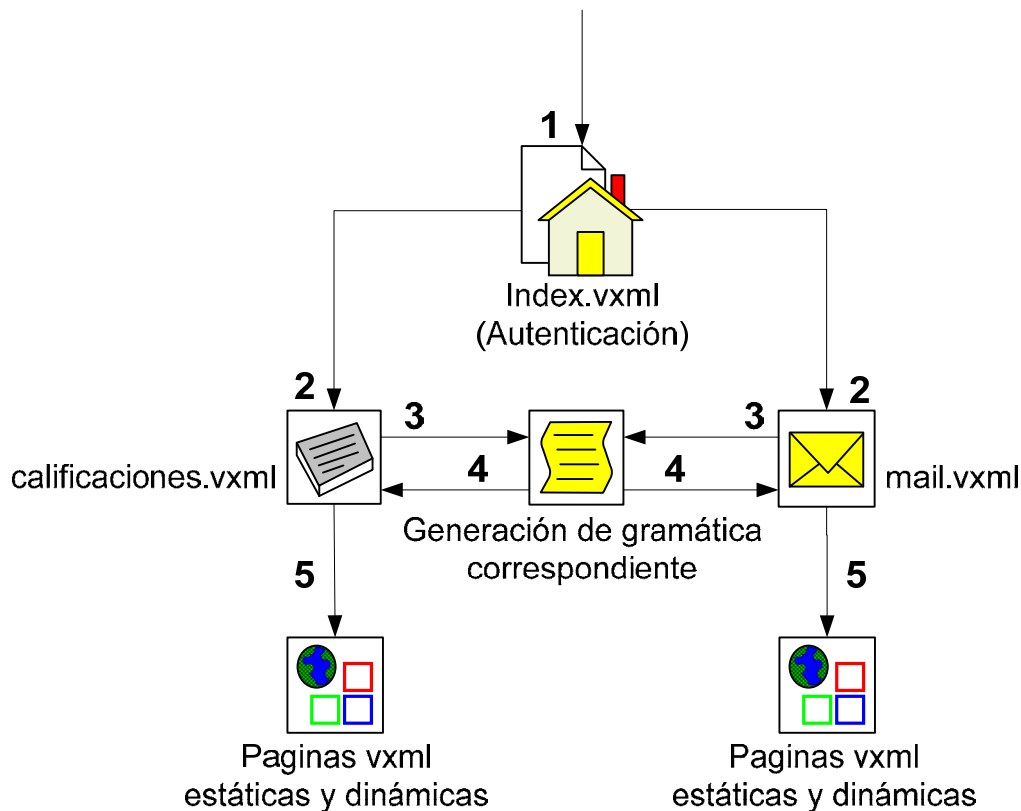 1
Index.vxml
(Autenticación)
2
2
3
3
calificaciones.vxml
4
4
mail.vxml
Generación de gramática
correspondiente
5
5
Paginas vxml
estáticas y dinámicas
Paginas vxml
estáticas y dinámicas